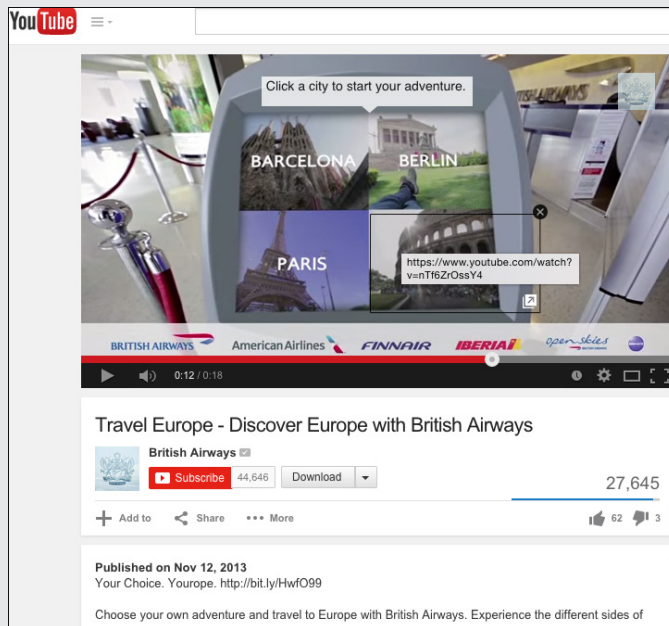 YouTube
Click a city to start your adventure.
BARCELONA
BERLIN
PARIS
https://www.youtube.com/watch?
v=nTf6ZrOssY4
BRITISH AIRWAYS
American Airlines
FINNAIR
IBERIA
openskies
0:12 / 0:18
Travel Europe - Discover Europe with British Airways
British Airways
Subscribe 44,646 Download
27,645
Add to Share More 62 3
Published on Nov 12, 2013
Your Choice. Yourope. http://bit.ly/HwfO99
Choose your own adventure and travel to Europe with British Airways. Experience the different sides of